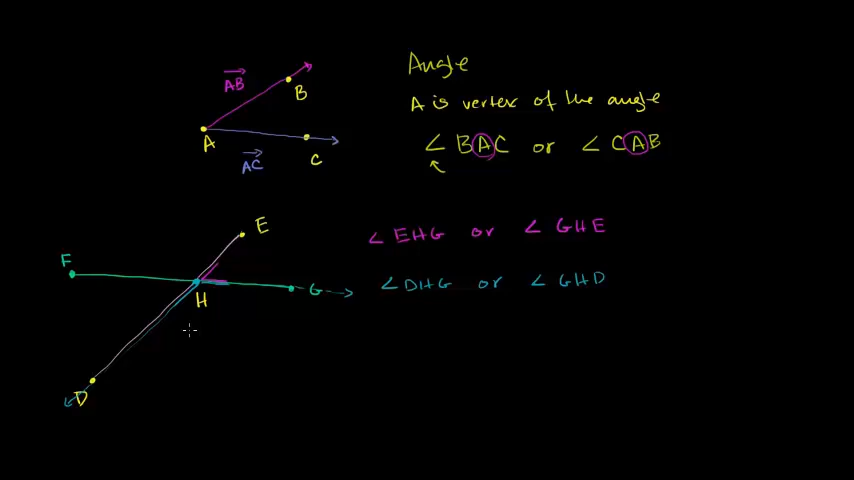 Angle
AB
B
A is vertex of the angle
A
C
AC
∠ BAC or ∠ CAB
E
∠ EHG or ∠ GHE
F
G
∠ DHG or ∠ GHD
H
D